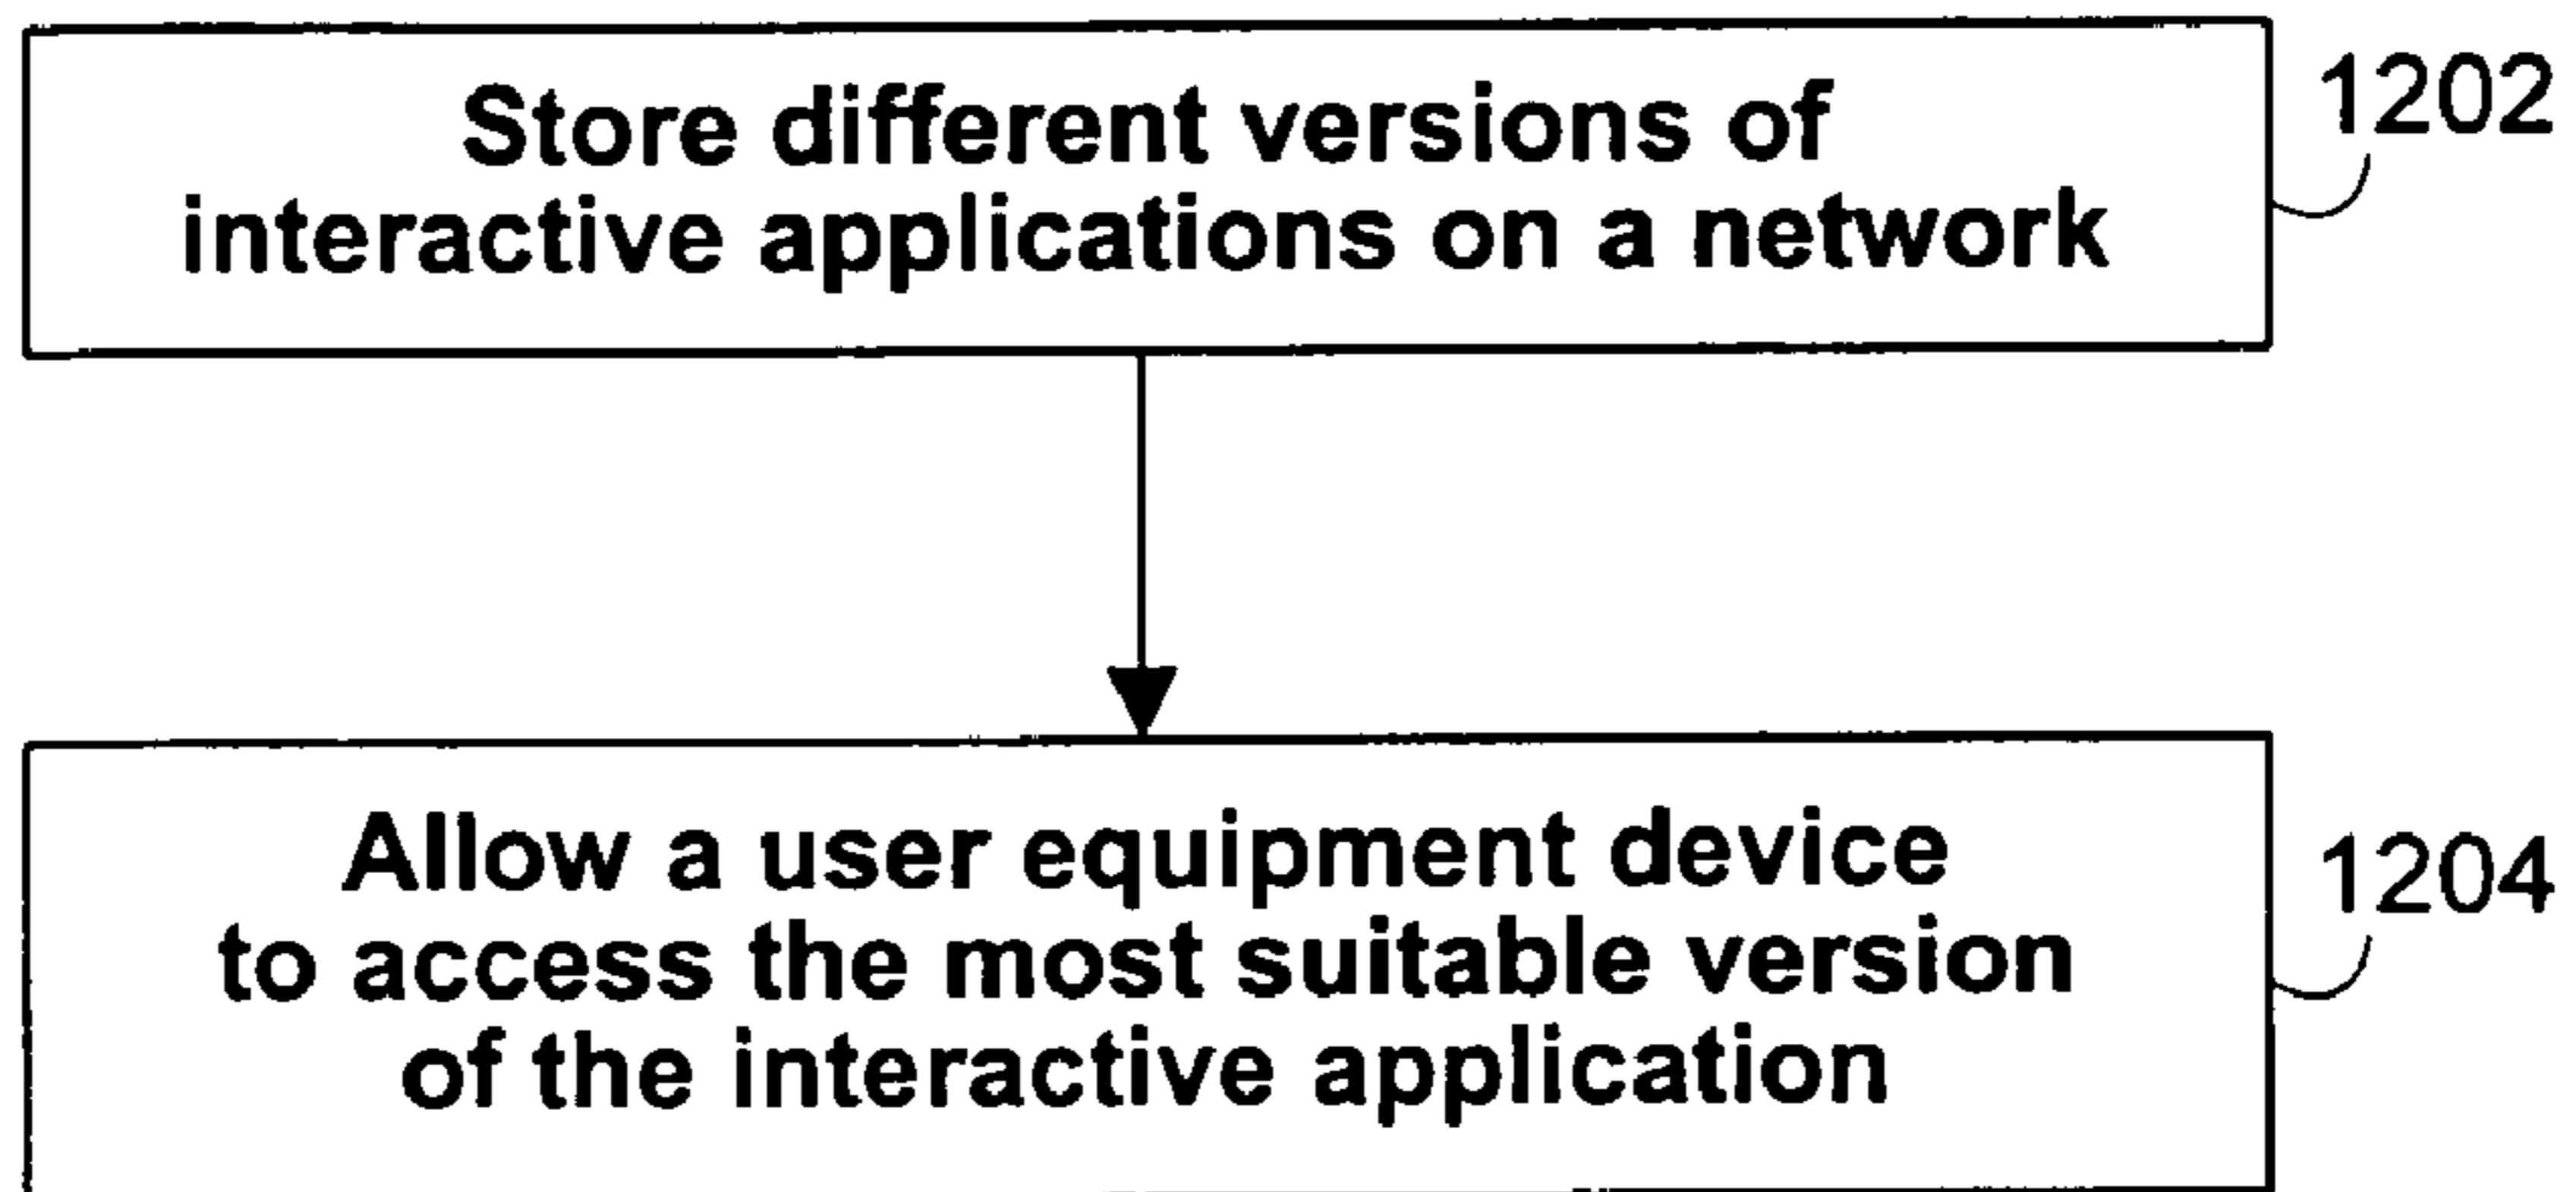 Store different versions of
interactive applications on a network
1202
Allow a user equipment device
to access the most suitable version
of the interactive application
1204